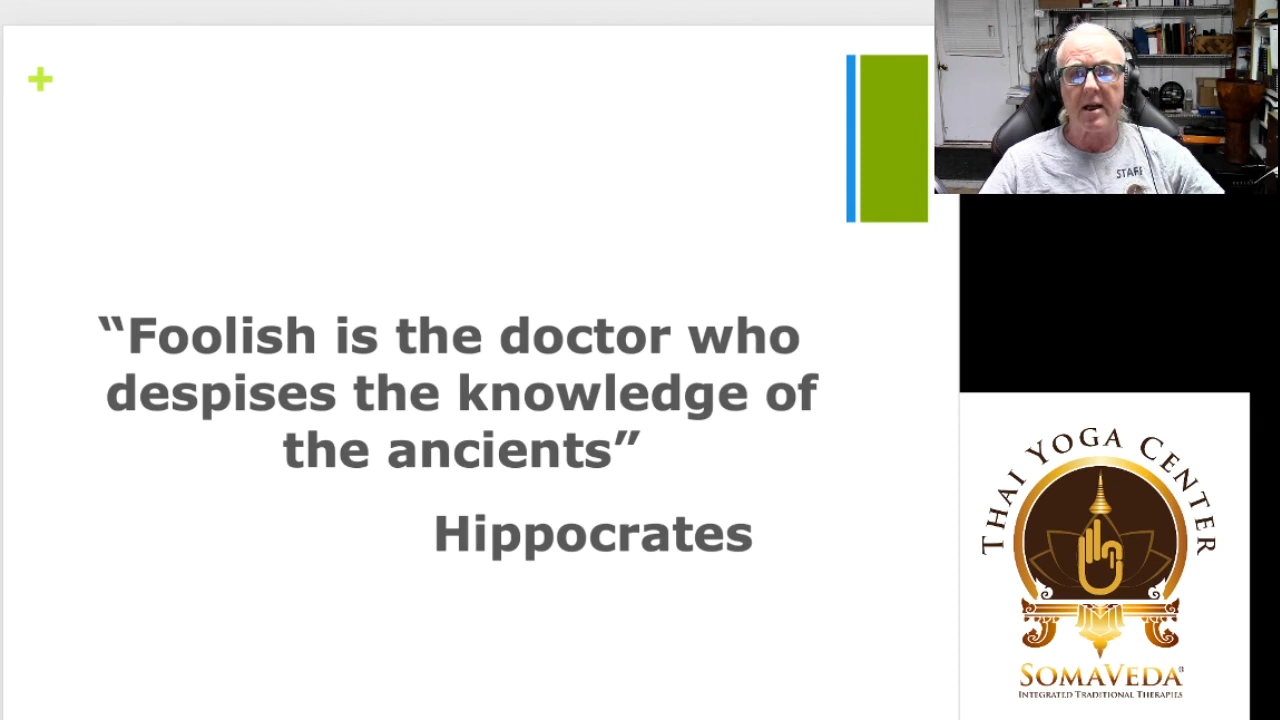 +
“Foolish is the doctor who
despises the knowledge of
the ancients”
Hippocrates
STAFF
THAI YOGA CENTER
SOMAVEDA®
INTEGRATED TRADITIONAL THERAPIES